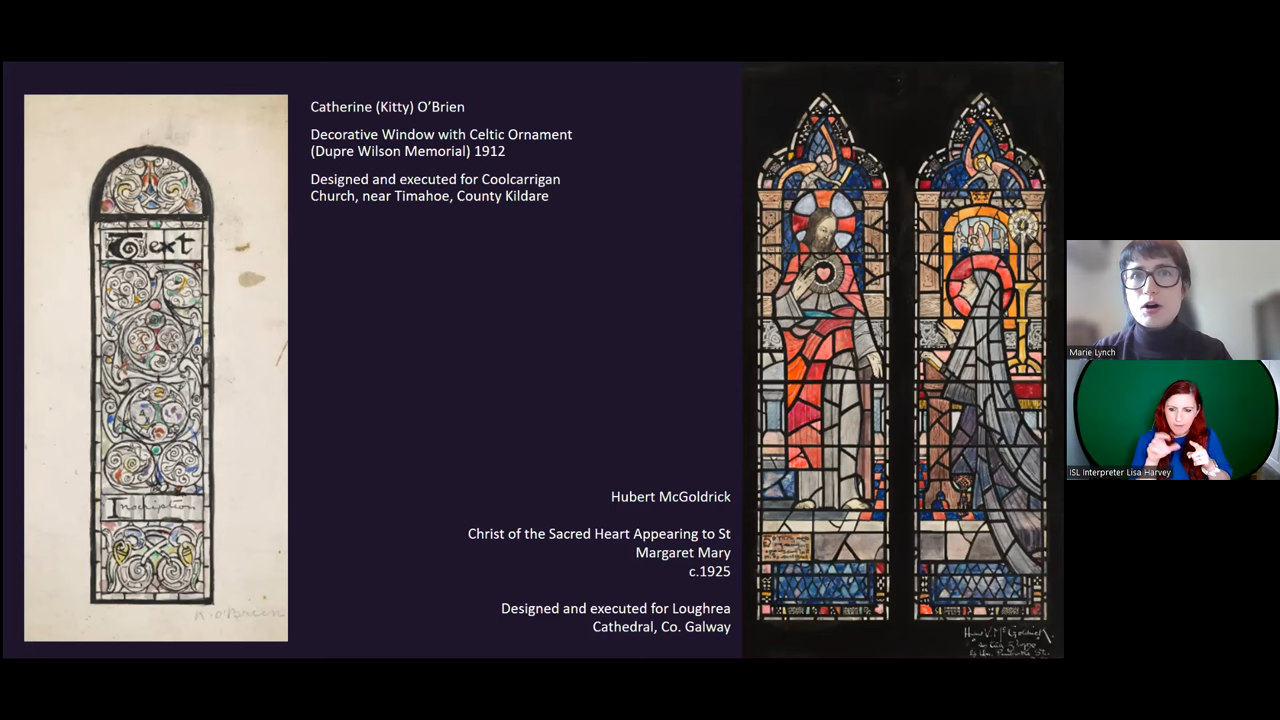 Catherine (Kitty) O’Brien
Decorative Window with Celtic Ornament
(Dupre Wilson Memorial) 1912
Designed and executed for Coolcarrigan
Church, near Timahoe, County Kildare
Text
Inscription
K. O'Brien
Hubert McGoldrick
Christ of the Sacred Heart Appearing to St
Margaret Mary
c.1925
Designed and executed for Loughrea
Cathedral, Co. Galway
Marie Lynch
ISL Interpreter Lisa Harvey